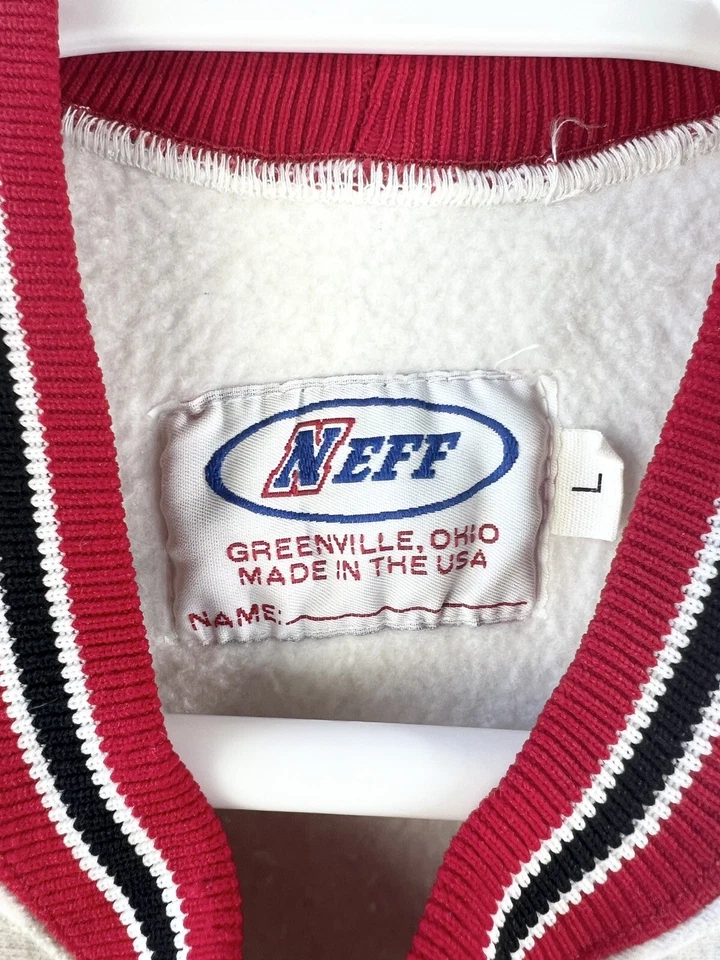 NEFF
GREENVILLE, OHIO
MADE IN THE USA
NAME:
L